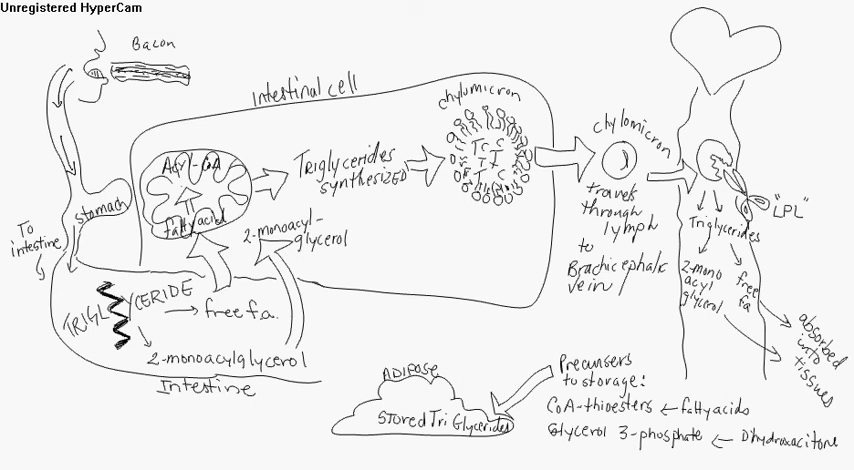 Unregistered HyperCam
Bacon
Intestinal cell
chylumicron
Acyl-CoA
fatty acid
Triglycerides
synthesized
T C C
T I T
C C
chylomicron
travels
through
lymph
to
Brachicephalic
vein
"LPL"
Triglycerides
2-mono
acyl
glycerol
free
fa
absorbed
into
tissues
stomach
To
intestine
2-monoacyl-
glycerol
TRIGLYCERIDE
free f.a.
2-monoacylglycerol
Intestine
ADIPOSE
STORED TriGlycerides
Precursers
to storage:
CoA-thioesters ← fatty acids
Glycerol 3-phosphate ← Dihydroxacitone